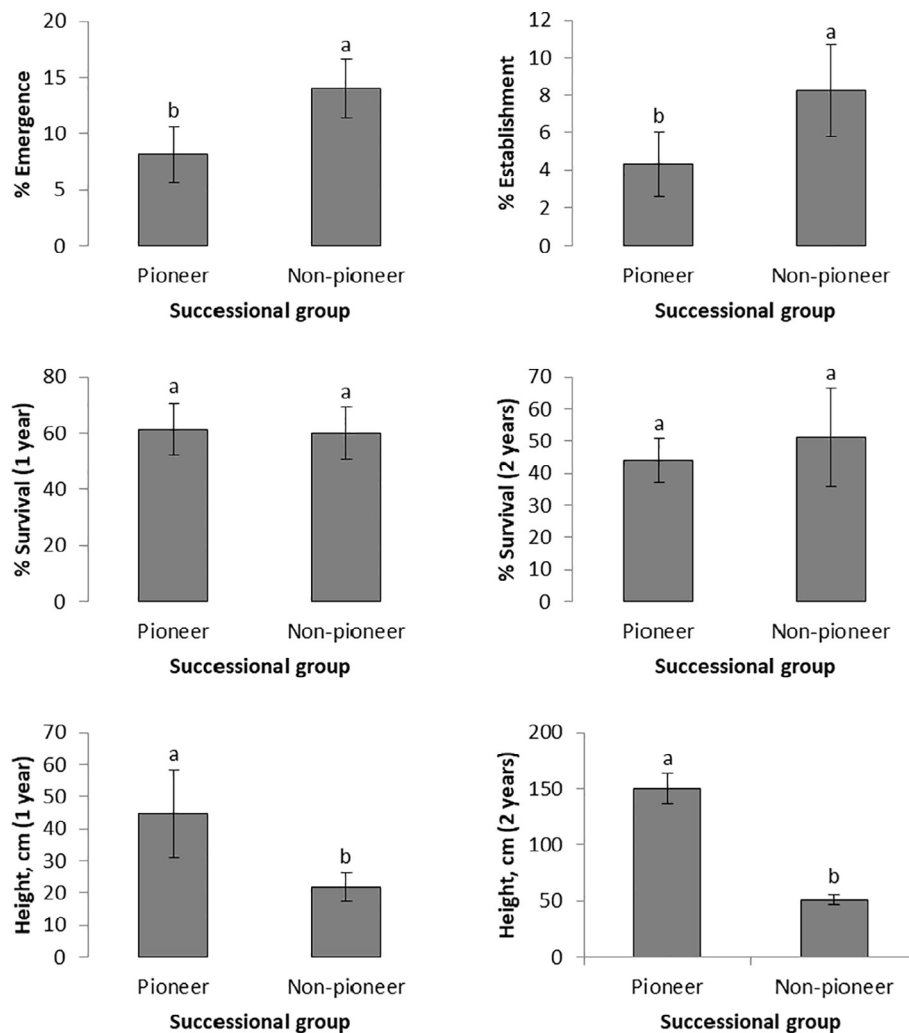 % Emergence
20
15
10
5
0
b
a
Pioneer
Non-pioneer
Successional group
% Establishment
12
10
8
6
4
2
0
b
a
Pioneer
Non-pioneer
Successional group
% Survival (1 year)
80
60
40
20
0
a
a
Pioneer
Non-pioneer
Successional group
% Survival (2 years)
70
60
50
40
30
20
10
0
a
a
Pioneer
Non-pioneer
Successional group
Height, cm (1 year)
70
60
50
40
30
20
10
0
a
b
Pioneer
Non-pioneer
Successional group
Height, cm (2 years)
200
150
100
50
0
a
b
Pioneer
Non-pioneer
Successional group